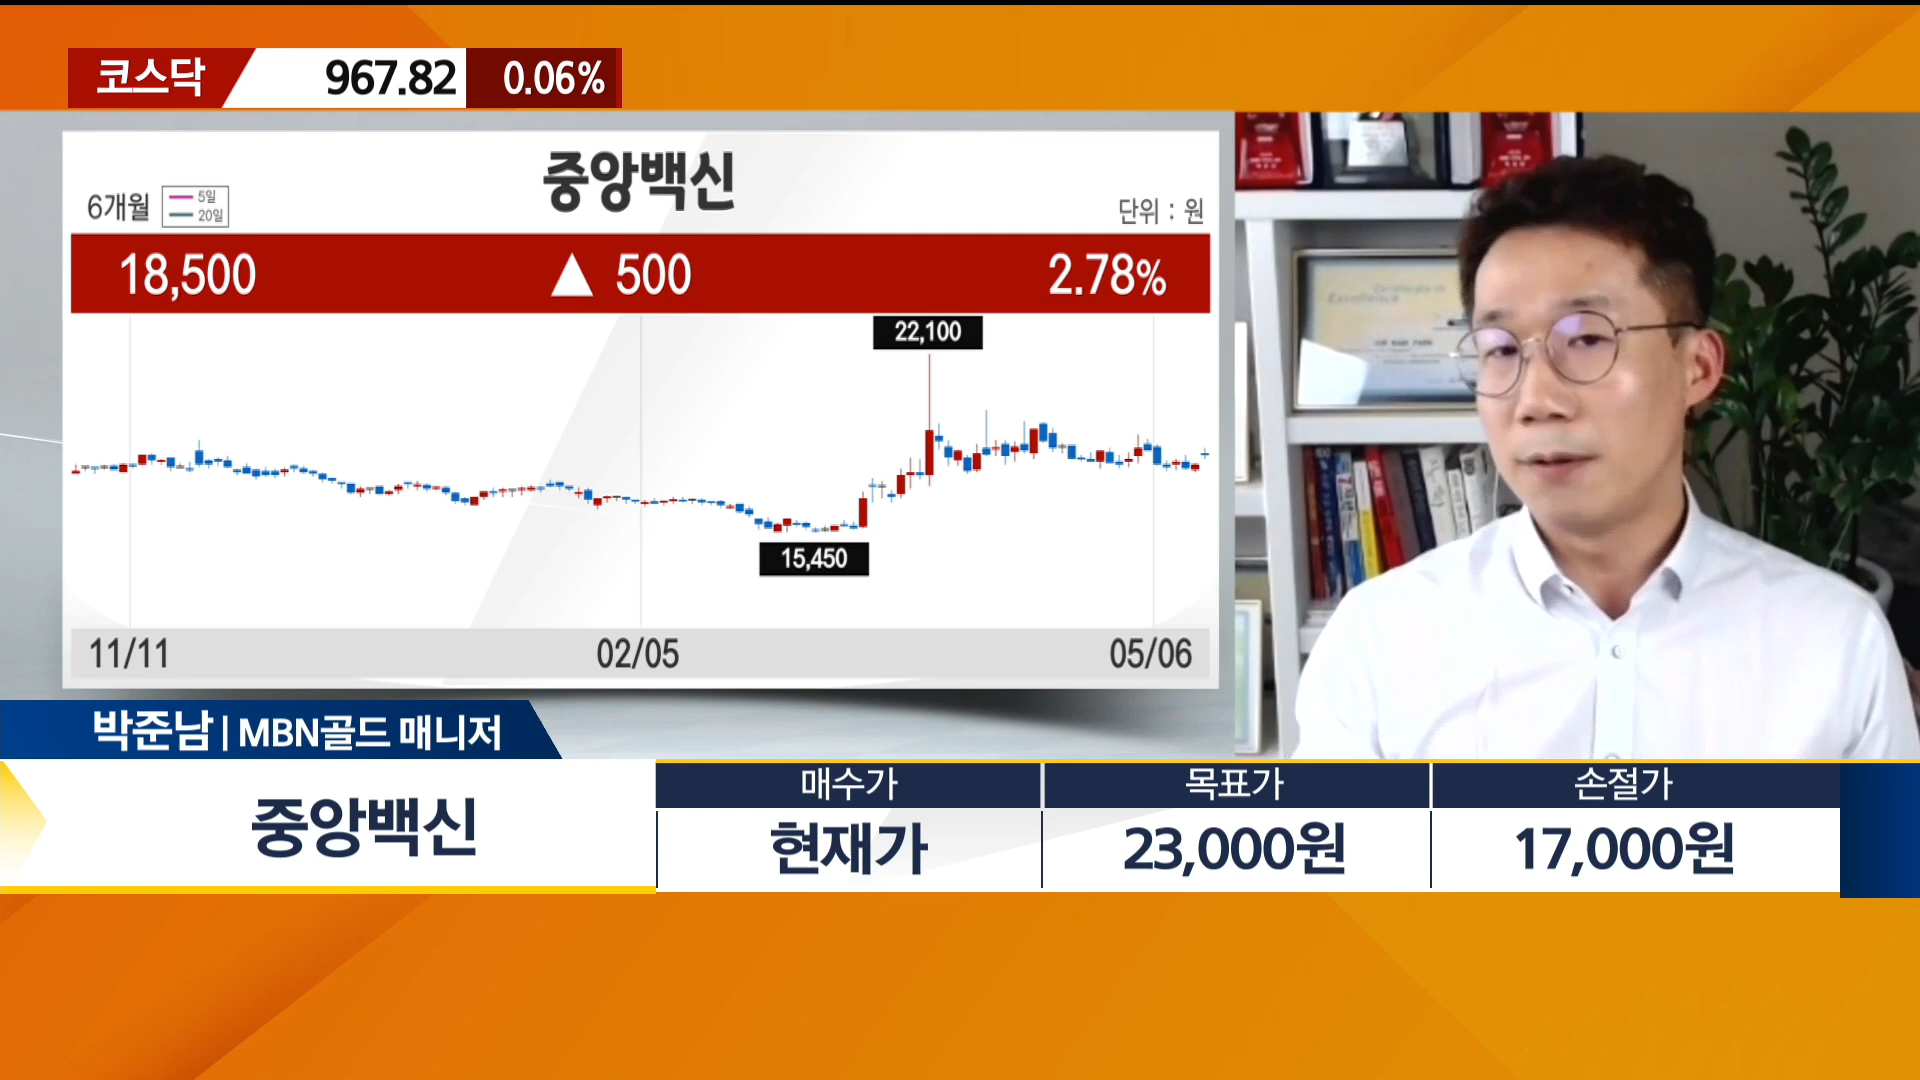 코스닥 967.82 0.06%
중앙백신
6개월 5일 20일 단위 : 원
18,500 ▲ 500 2.78%
22,100
15,450
11/11 02/05 05/06
박준남 | MBN골드 매니저
중앙백신
매수가 목표가 손절가
현재가 23,000원 17,000원